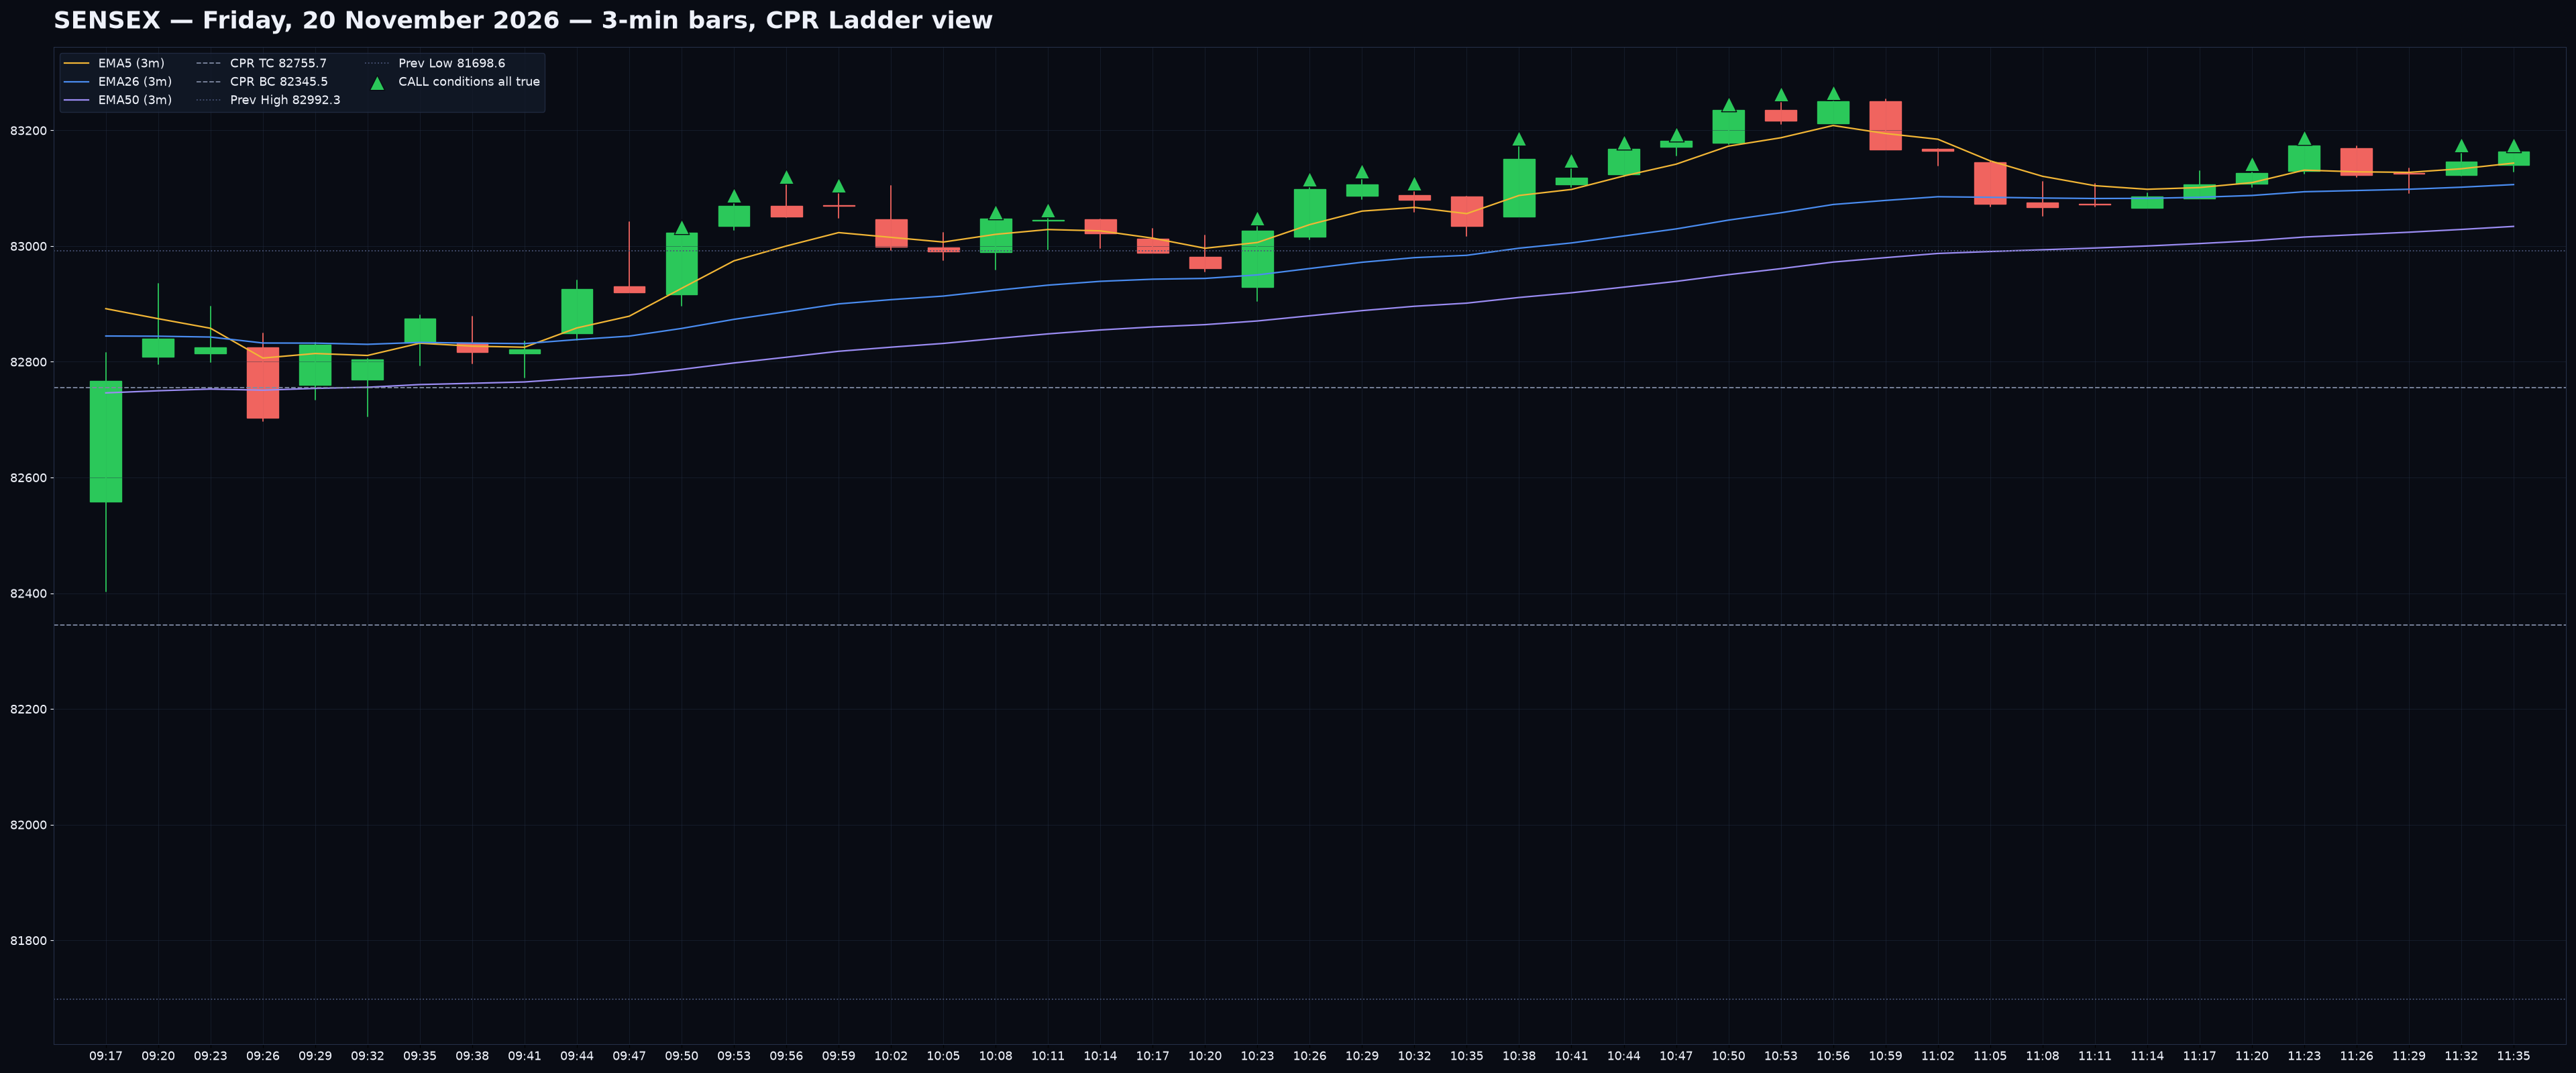 SENSEX — Friday, 20 November 2026 — 3-min bars, CPR Ladder view
EMA5 (3m)
EMA26 (3m)
EMA50 (3m)
CPR TC 82755.7
CPR BC 82345.5
Prev High 82992.3
Prev Low 81698.6
CALL conditions all true
83200
83000
82800
82600
82400
82200
82000
81800
09:17 09:20 09:23 09:26 09:29 09:32 09:35 09:38 09:41 09:44 09:47 09:50 09:53 09:56 09:59 10:02 10:05 10:08 10:11 10:14 10:17 10:20 10:23 10:26 10:29 10:32 10:35 10:38 10:41 10:44 10:47 10:50 10:53 10:56 10:59 11:02 11:05 11:08 11:11 11:14 11:17 11:20 11:23 11:26 11:29 11:32 11:35